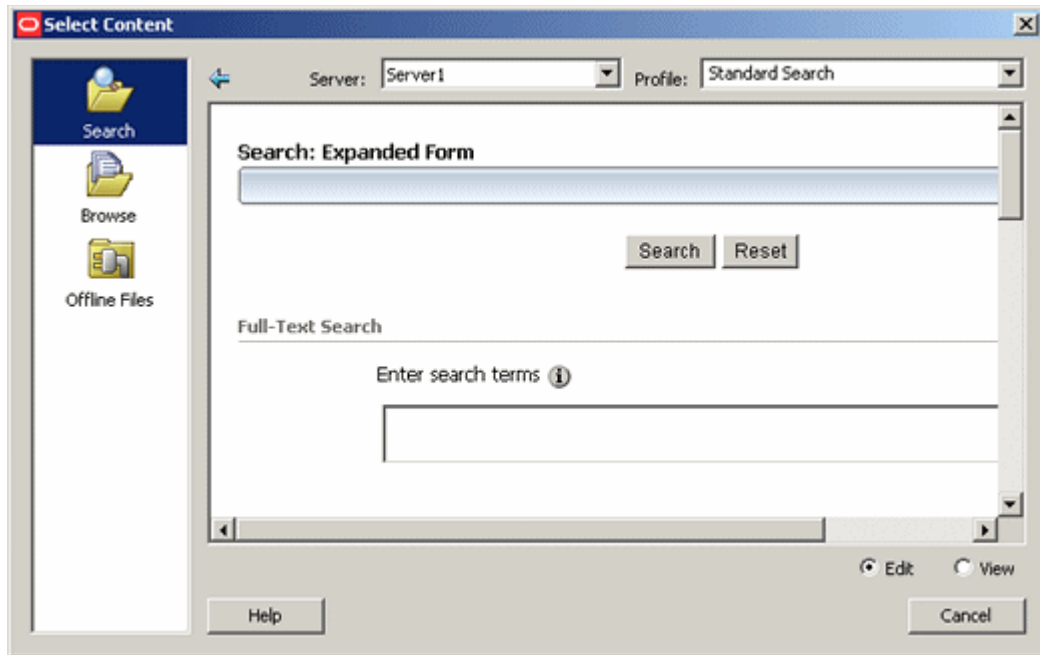 Select Content
Search
Browse
Offline Files
Server: Server1 Profile: Standard Search
Search: Expanded Form
Search Reset
Full-Text Search
Enter search terms
Edit View
Help Cancel